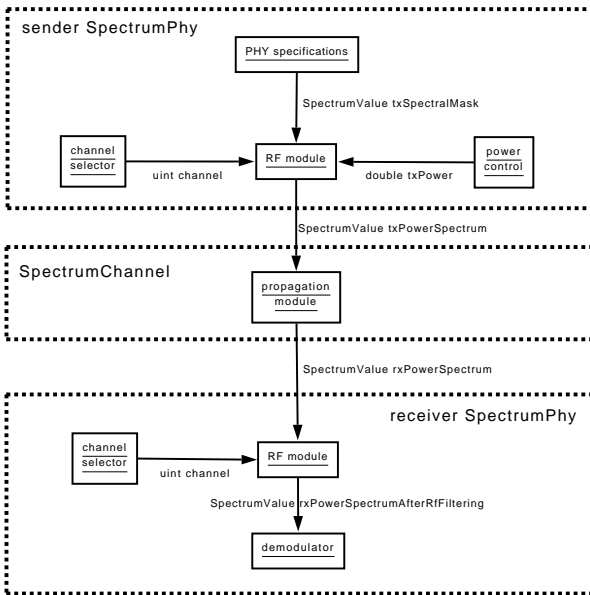 sender SpectrumPhy
PHY specifications
SpectrumValue txSpectralMask
channel
selector
uint channel
RF module
double txPower
power
control
SpectrumValue txPowerSpectrum
SpectrumChannel
propagation
module
SpectrumValue rxPowerSpectrum
receiver SpectrumPhy
channel
selector
uint channel
RF module
SpectrumValue rxPowerSpectrumAfterRfFiltering
demodulator